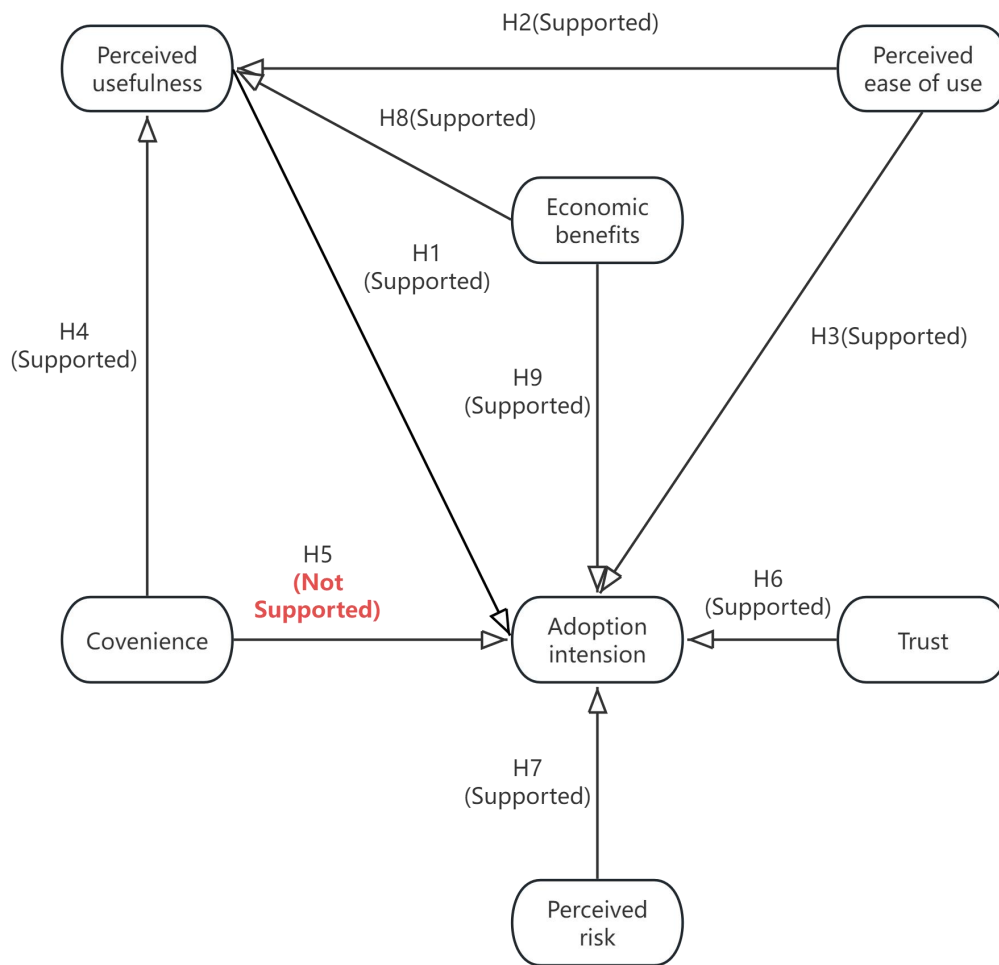 H2(Supported)
Perceived
usefulness
Perceived
ease of use
H8(Supported)
Economic
benefits
H1
(Supported)
H4
(Supported)
H3(Supported)
H9
(Supported)
H5
(Not
Supported)
H6
(Supported)
Covenience
Adoption
intension
Trust
H7
(Supported)
Perceived
risk